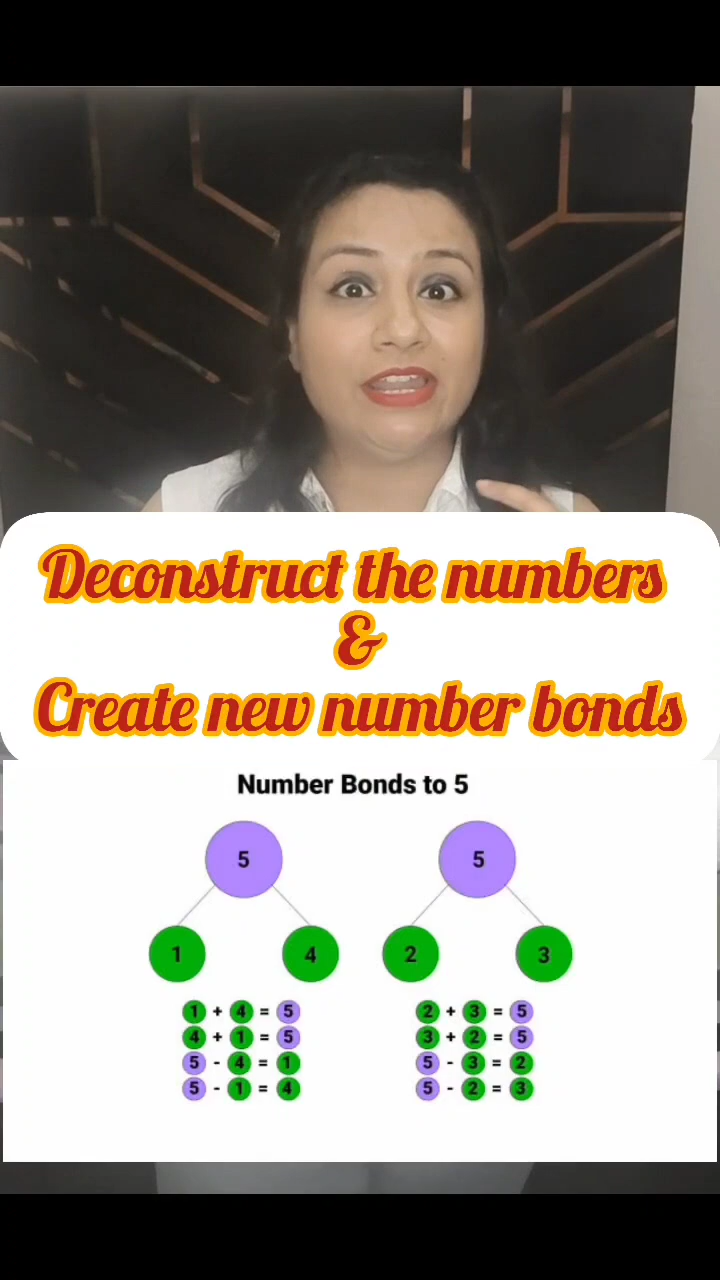 Deconstruct the numbers
&
Create new number bonds
Number Bonds to 5
5 5
1 4 2 3
1 + 4 = 5 2 + 3 = 5
4 + 1 = 5 3 + 2 = 5
5 - 4 = 1 5 - 3 = 2
5 - 1 = 4 5 - 2 = 3